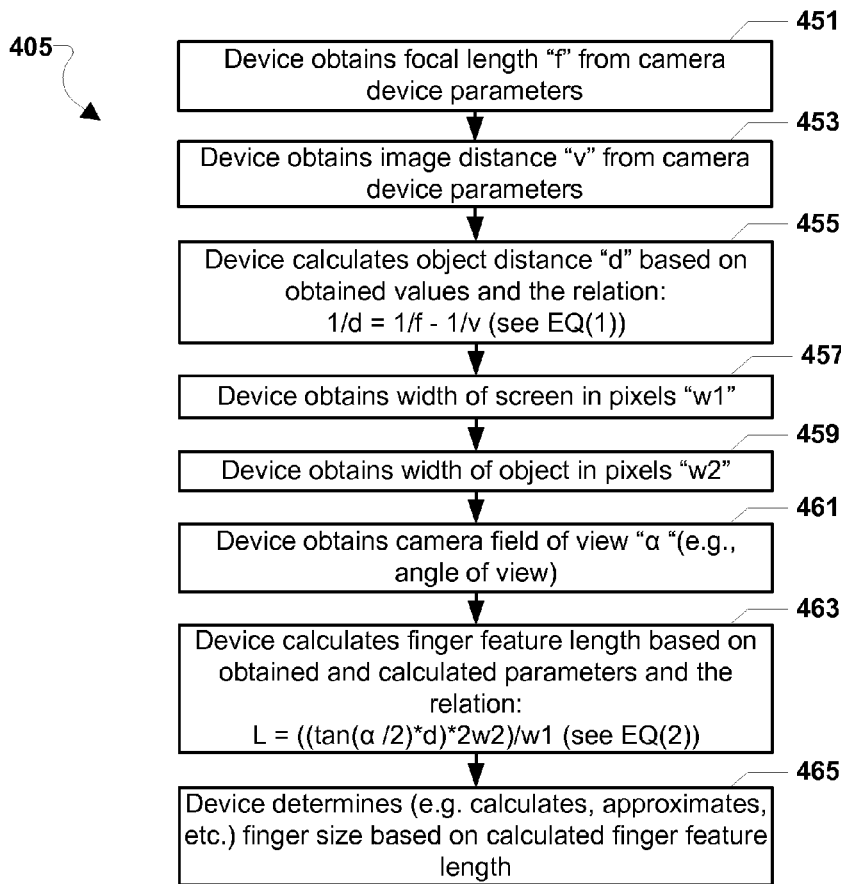 405
451
Device obtains focal length “f” from camera
device parameters
453
Device obtains image distance “v” from camera
device parameters
455
Device calculates object distance “d” based on
obtained values and the relation:
1/d = 1/f - 1/v (see EQ(1))
457
Device obtains width of screen in pixels “w1”
459
Device obtains width of object in pixels “w2”
461
Device obtains camera field of view “α “(e.g.,
angle of view)
463
Device calculates finger feature length based on
obtained and calculated parameters and the
relation:
L = ((tan(α /2)*d)*2w2)/w1 (see EQ(2))
465
Device determines (e.g. calculates, approximates,
etc.) finger size based on calculated finger feature
length